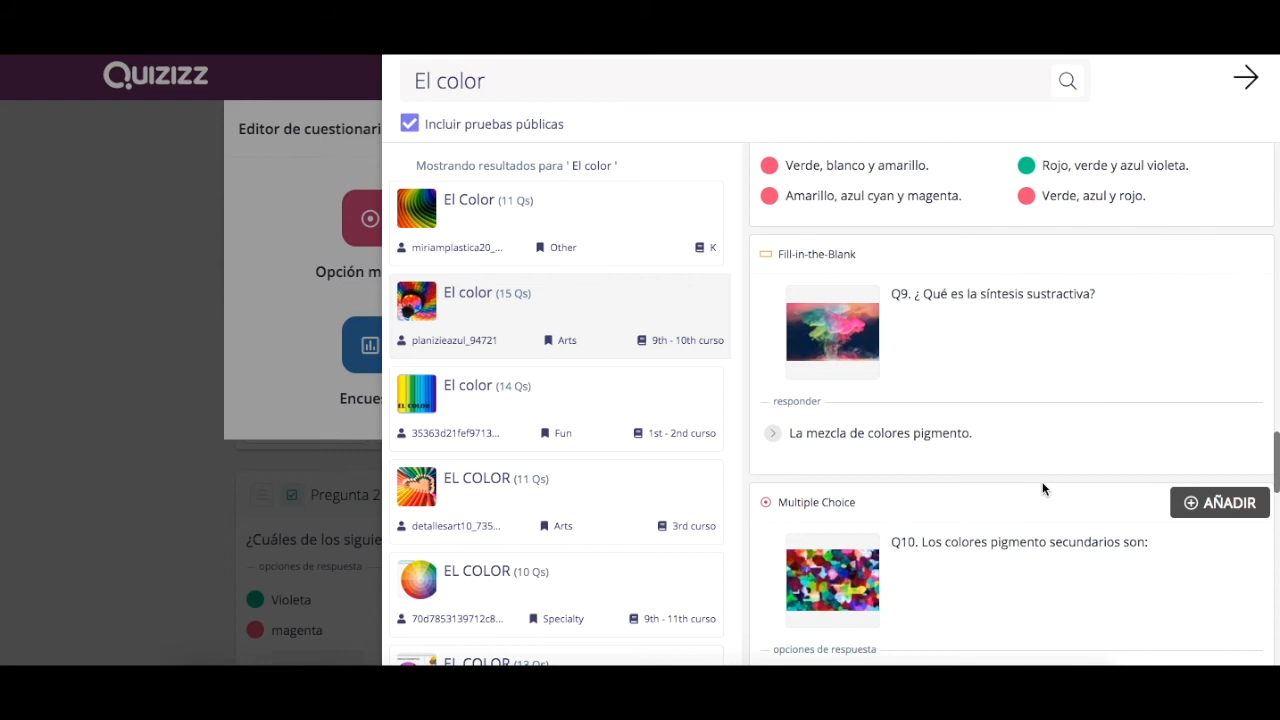 QUIZIZZ
El color
Incluir pruebas públicas
Editor de cuestionari
Opción m
Encue
Pregunta 2
¿Cuáles de los siguie
opciones de respuesta
Violeta
magenta
Mostrando resultados para ' El color '
El Color (11 Qs)
miriamplastica20_... Other K
El color (15 Qs)
planizieazul_94721 Arts 9th - 10th curso
El color (14 Qs)
35363d21fef9713... Fun 1st - 2nd curso
EL COLOR (11 Qs)
detallesart10_735... Arts 3rd curso
EL COLOR (10 Qs)
70d7853139712c8... Specialty 9th - 11th curso
EL COLOR (13 Qs)
Verde, blanco y amarillo. Rojo, verde y azul violeta.
Amarillo, azul cyan y magenta. Verde, azul y rojo.
Fill-in-the-Blank
Q9. ¿ Qué es la síntesis sustractiva?
responder
La mezcla de colores pigmento.
Multiple Choice
AÑADIR
Q10. Los colores pigmento secundarios son:
opciones de respuesta